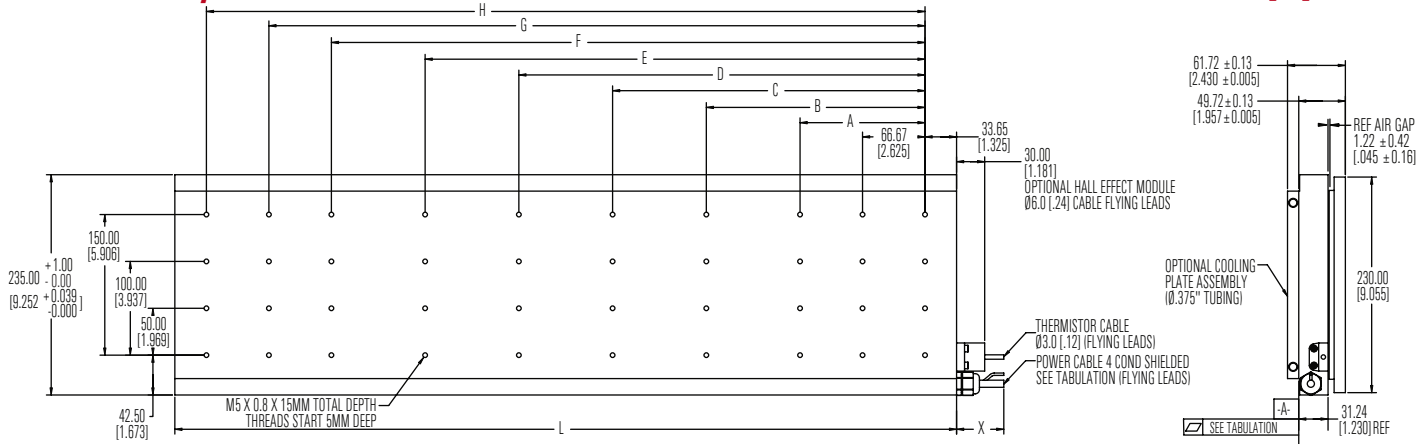 H
G
F
E
D
C
B
A
66.67
[2.625]
33.65
[1.325]
30.00
[1.181]
OPTIONAL HALL EFFECT MODULE
Ø6.0 [.24] CABLE FLYING LEADS
150.00
[5.906]
100.00
[3.937]
50.00
[1.969]
235.00 + 1.00 - 0.00
[9.252 +0.039 -0.000 ]
42.50
[1.673]
M5 X 0.8 X 15MM TOTAL DEPTH
THREADS START 5MM DEEP
L
X
THERMISTOR CABLE
Ø3.0 [.12] (FLYING LEADS)
POWER CABLE 4 COND SHIELDED
SEE TABULATION (FLYING LEADS)
61.72 ±0.13
[2.430 ±0.005]
49.72±0.13
[1.957±0.005]
REF AIR GAP
1.22 ±0.42
[.045 ±0.16]
OPTIONAL COOLING
PLATE ASSEMBLY
(Ø.375" TUBING)
230.00
[9.055]
-A-
SEE TABULATION
31.24
[1.230] REF